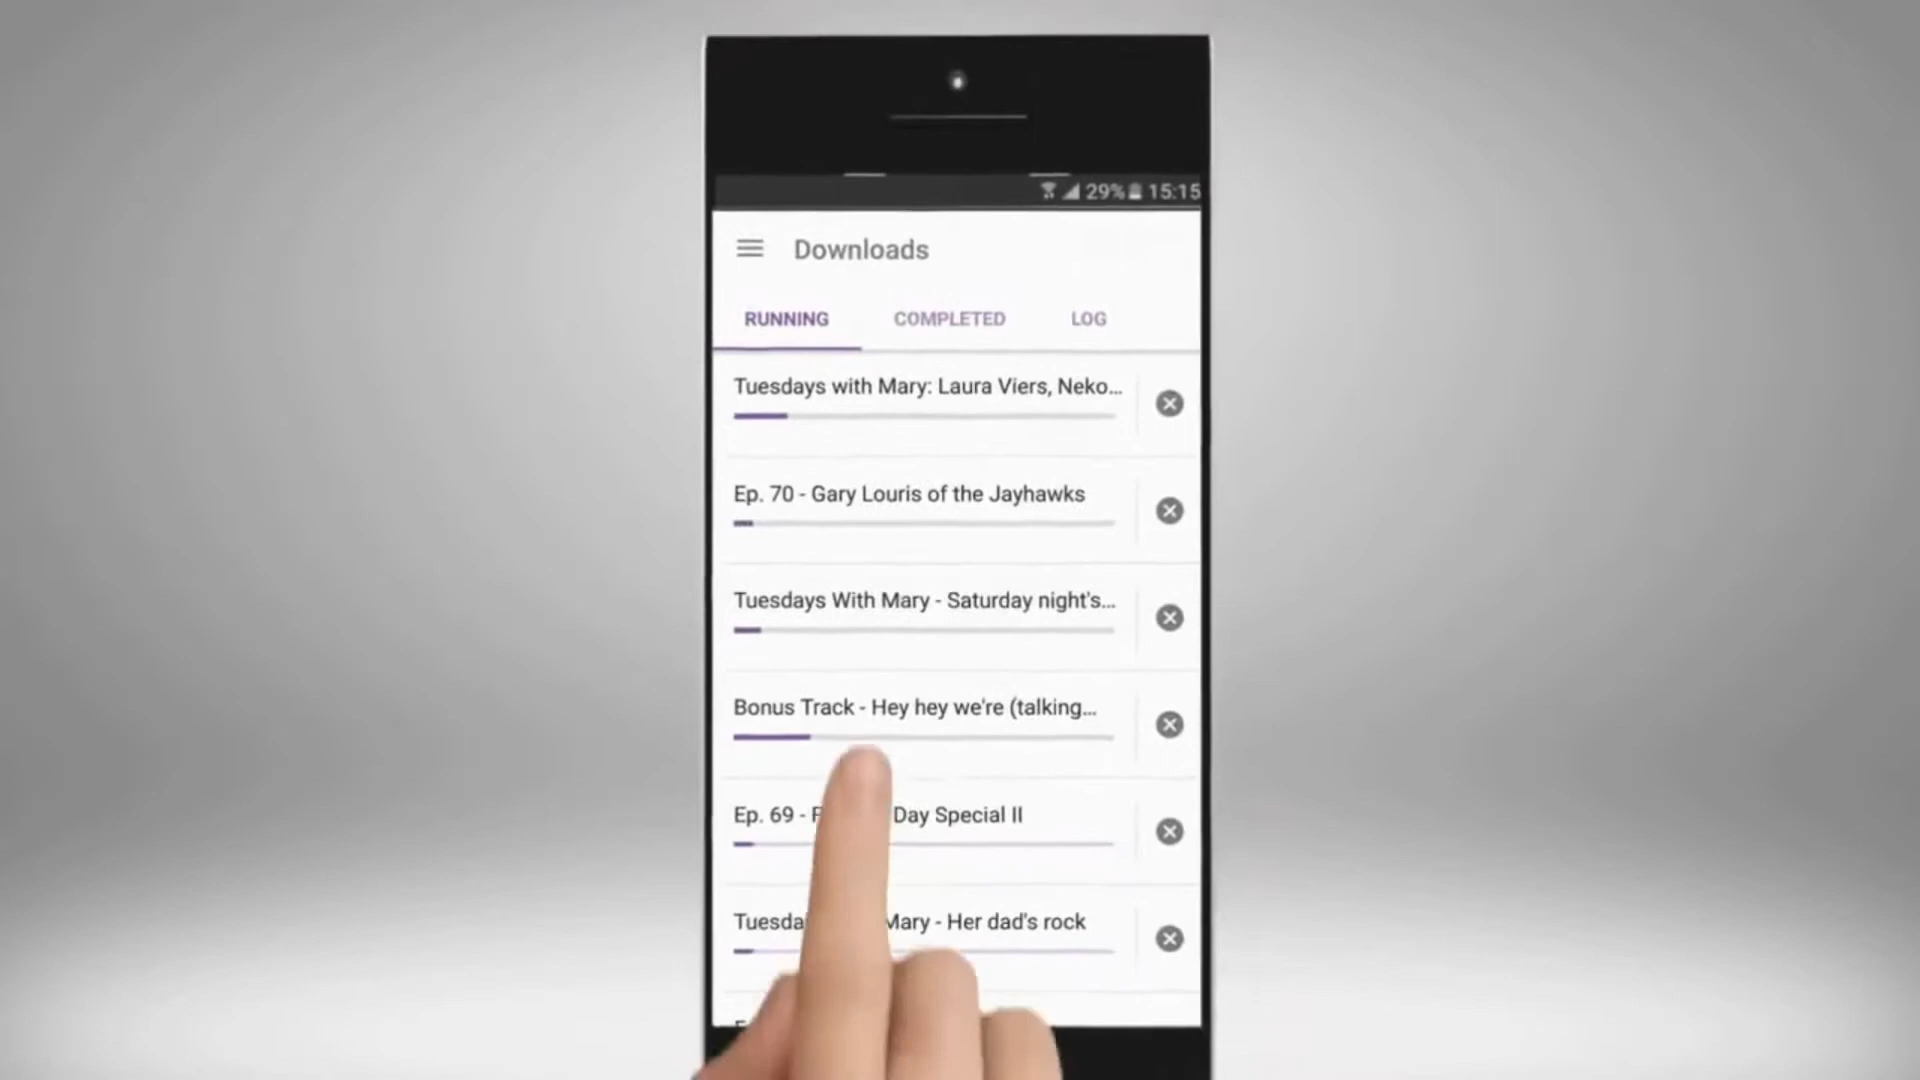 29% 15:15
Downloads
RUNNING COMPLETED LOG
Tuesdays with Mary: Laura Viers, Neko...
Ep. 70 - Gary Louris of the Jayhawks
Tuesdays With Mary - Saturday night's...
Bonus Track - Hey hey we're (talking...
Ep. 69 - Day Special II
Mary - Her dad's rock